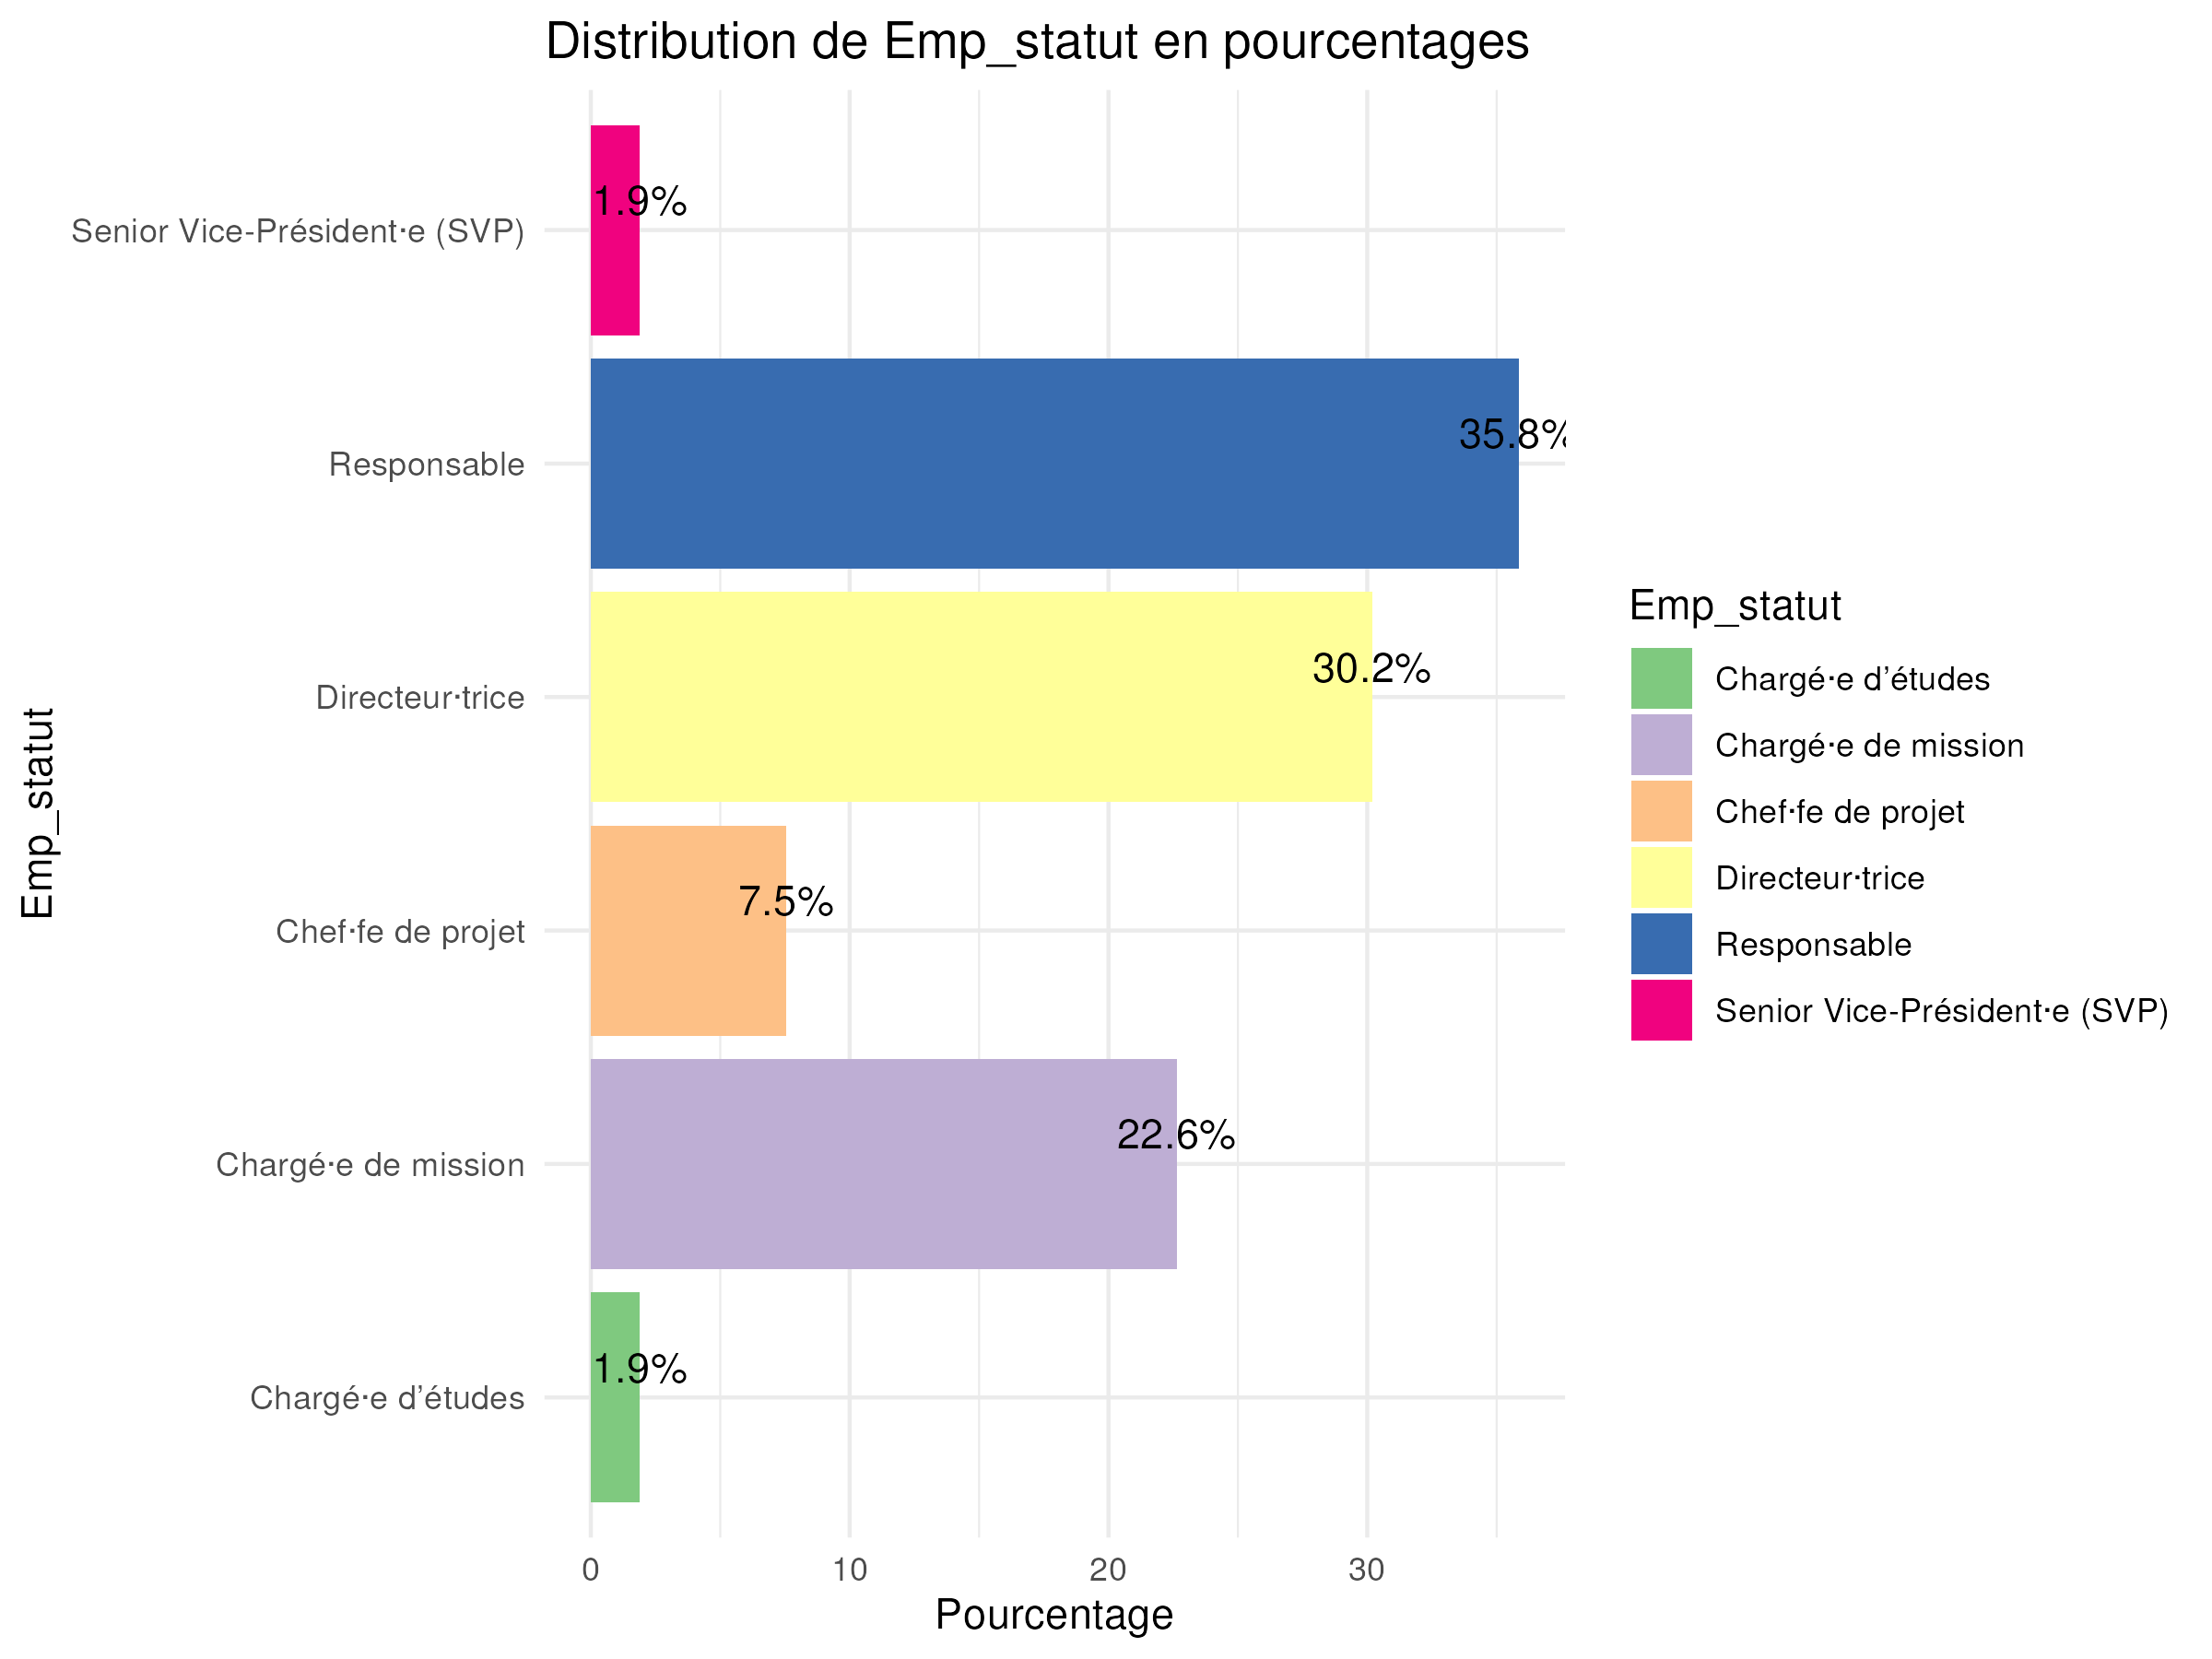 Distribution de Emp_statut en pourcentages
Emp_statut
Senior Vice-Président·e (SVP)
1.9%
Responsable
35.8%
Directeur·trice
30.2%
Chef·fe de projet
7.5%
Chargé·e de mission
22.6%
Chargé·e d’études
1.9%
0 10 20 30
Pourcentage
Emp_statut
Chargé·e d’études
Chargé·e de mission
Chef·fe de projet
Directeur·trice
Responsable
Senior Vice-Président·e (SVP)